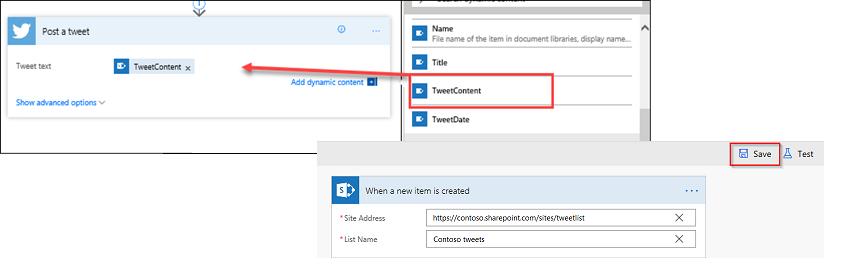 Post a tweet
Tweet text
TweetContent ×
Add dynamic content
Show advanced options
Name
File name of the item in document libraries, display name...
Title
TweetContent
TweetDate
Save
Test
S
When a new item is created
* Site Address
https://contoso.sharepoint.com/sites/tweetlist
* List Name
Contoso tweets